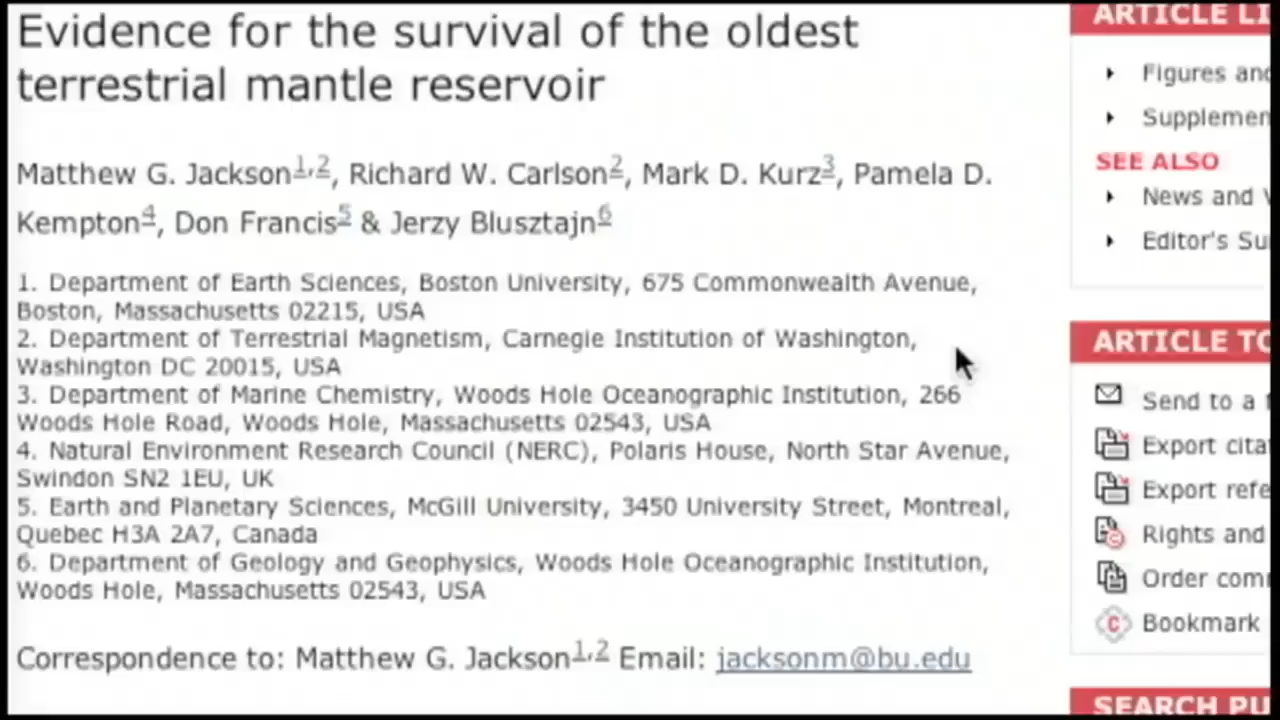 Evidence for the survival of the oldest
terrestrial mantle reservoir
Matthew G. Jackson1,2, Richard W. Carlson2, Mark D. Kurz3, Pamela D.
Kempton4, Don Francis5 & Jerzy Blusztajn6
1. Department of Earth Sciences, Boston University, 675 Commonwealth Avenue,
Boston, Massachusetts 02215, USA
2. Department of Terrestrial Magnetism, Carnegie Institution of Washington,
Washington DC 20015, USA
3. Department of Marine Chemistry, Woods Hole Oceanographic Institution, 266
Woods Hole Road, Woods Hole, Massachusetts 02543, USA
4. Natural Environment Research Council (NERC), Polaris House, North Star Avenue,
Swindon SN2 1EU, UK
5. Earth and Planetary Sciences, McGill University, 3450 University Street, Montreal,
Quebec H3A 2A7, Canada
6. Department of Geology and Geophysics, Woods Hole Oceanographic Institution,
Woods Hole, Massachusetts 02543, USA
Correspondence to: Matthew G. Jackson1,2 Email: jacksonm@bu.edu
ARTICLE LI
Figures and
Supplemen
SEE ALSO
News and
Editor's Su
ARTICLE TO
Send to a
Export cita
Export refe
Rights and
Order com
Bookmark
SEARCH PU